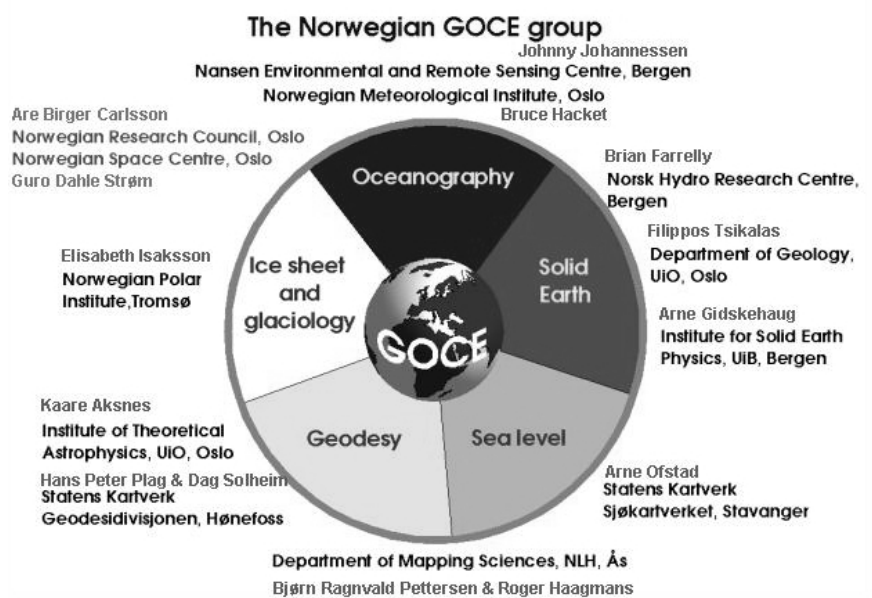 The Norwegian GOCE group
Johnny Johannessen
Nansen Environmental and Remote Sensing Centre, Bergen
Norwegian Meteorological Institute, Oslo
Bruce Hacket
Are Birger Carlsson
Norwegian Research Council, Oslo
Norwegian Space Centre, Oslo
Guro Dahle Strøm
Oceanography
Brian Farrelly
Norsk Hydro Research Centre,
Bergen
Filippos Tsikalas
Department of Geology,
UiO, Oslo
Elisabeth Isaksson
Norwegian Polar
Institute,Tromsø
Ice sheet
and
glaciology
Solid
Earth
GOCE
Arne Gidskehaug
Institute for Solid Earth
Physics, UiB, Bergen
Kaare Aksnes
Institute of Theoretical
Astrophysics, UiO, Oslo
Hans Peter Plag & Dag Solheim
Statens Kartverk
Geodesidivisjonen, Hønefoss
Geodesy
Sea level
Arne Ofstad
Statens Kartverk
Sjøkartverket, Stavanger
Department of Mapping Sciences, NLH, Ås
Bjørn Ragnvald Pettersen & Roger Haagmans